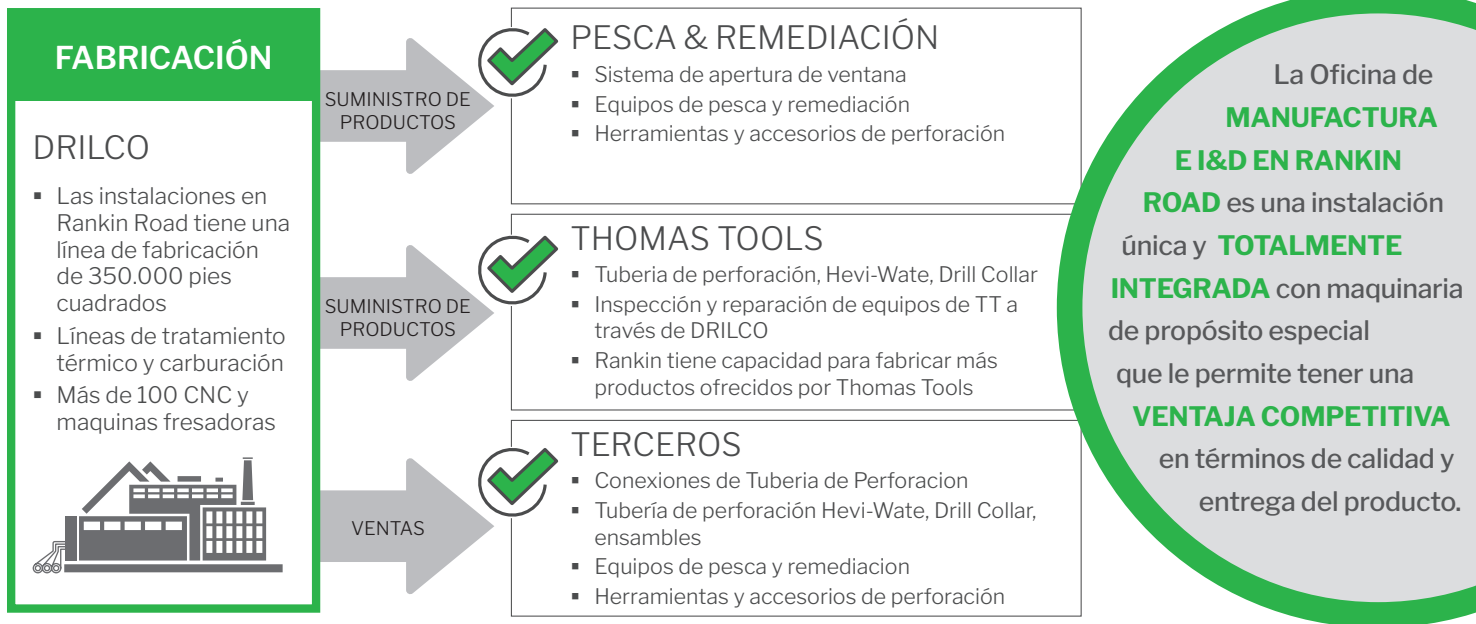 FABRICACIÓN
DRILCO
▪ Las instalaciones en
Rankin Road tiene una
línea de fabricación
de 350.000 pies
cuadrados
▪ Líneas de tratamiento
térmico y carburación
▪ Más de 100 CNC y
maquinas fresadoras
SUMINISTRO DE
PRODUCTOS
PESCA & REMEDIACIÓN
▪ Sistema de apertura de ventana
▪ Equipos de pesca y remediación
▪ Herramientas y accesorios de perforación
SUMINISTRO DE
PRODUCTOS
THOMAS TOOLS
▪ Tuberia de perforación, Hevi-Wate, Drill Collar
▪ Inspección y reparación de equipos de TT a
través de DRILCO
▪ Rankin tiene capacidad para fabricar más
productos ofrecidos por Thomas Tools
VENTAS
TERCEROS
▪ Conexiones de Tuberia de Perforacion
▪ Tubería de perforación Hevi-Wate, Drill Collar,
ensambles
▪ Equipos de pesca y remediacion
▪ Herramientas y accesorios de perforación
La Oficina de
MANUFACTURA
E I&D EN RANKIN
ROAD es una instalación
única y TOTALMENTE
INTEGRADA con maquinaria
de propósito especial
que le permite tener una
VENTAJA COMPETITIVA
en términos de calidad y
entrega del producto.